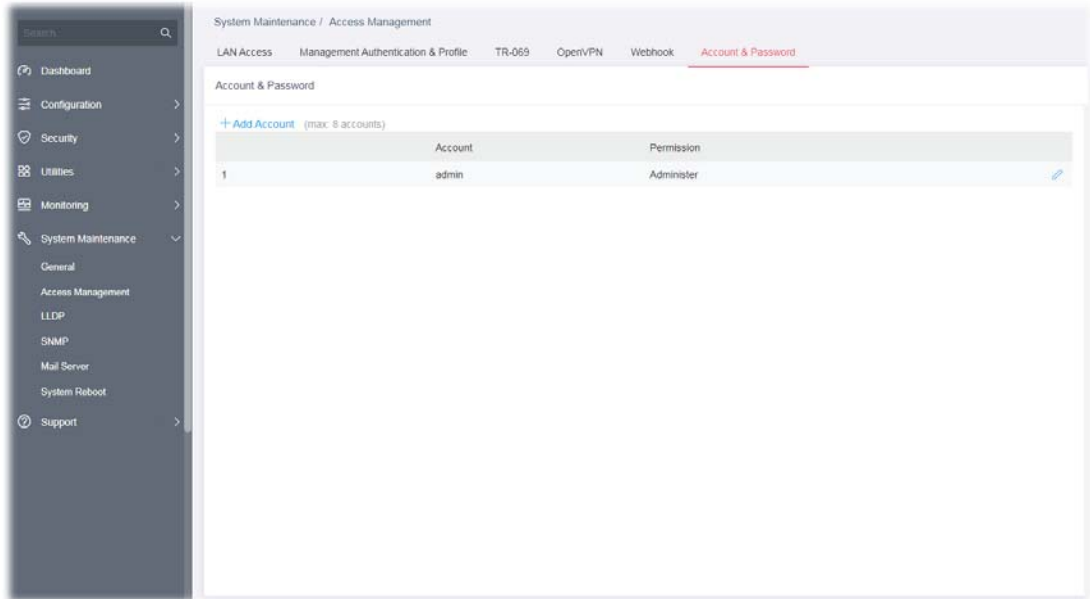 Search
Dashboard
Configuration
Security
Utilities
Monitoring
System Maintenance
General
Access Management
LLDP
SNMP
Mail Server
System Reboot
Support
System Maintenance / Access Management
LAN Access Management Authentication & Profile TR-069 OpenVPN Webhook Account & Password
Account & Password
+ Add Account (max: 8 accounts)
Account Permission
1 admin Administer